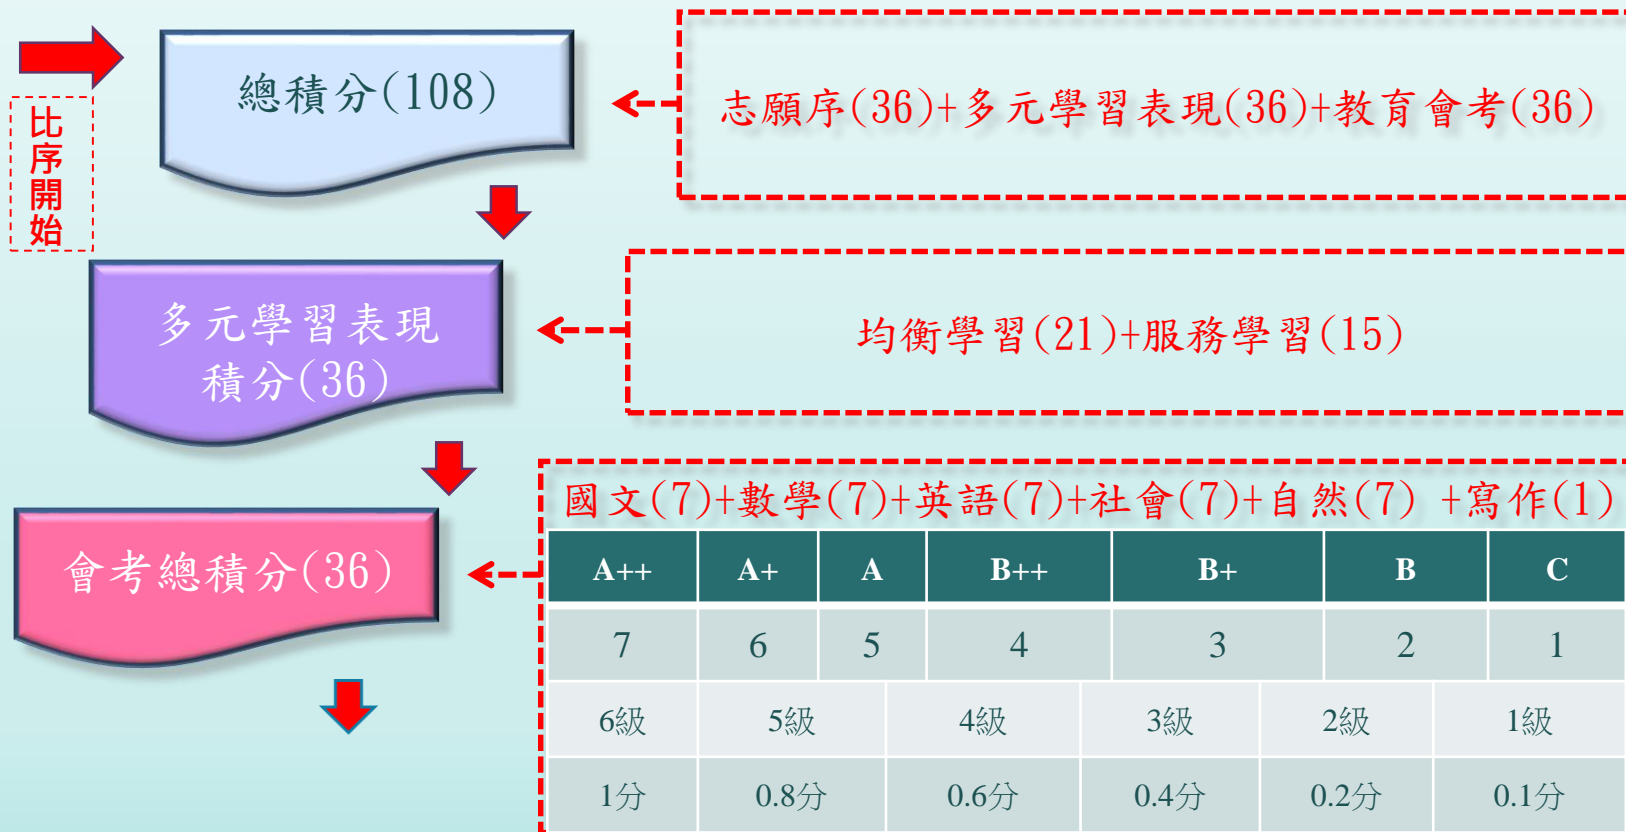 比序開始
總積分(108)
志願序(36)+多元學習表現(36)+教育會考(36)
多元學習表現
積分(36)
均衡學習(21)+服務學習(15)
會考總積分(36)
國文(7)+數學(7)+英語(7)+社會(7)+自然(7) +寫作(1)
A++ A+ A B++ B+ B C
7 6 5 4 3 2 1
6級 5級 4級 3級 2級 1級
1分 0.8分 0.6分 0.4分 0.2分 0.1分